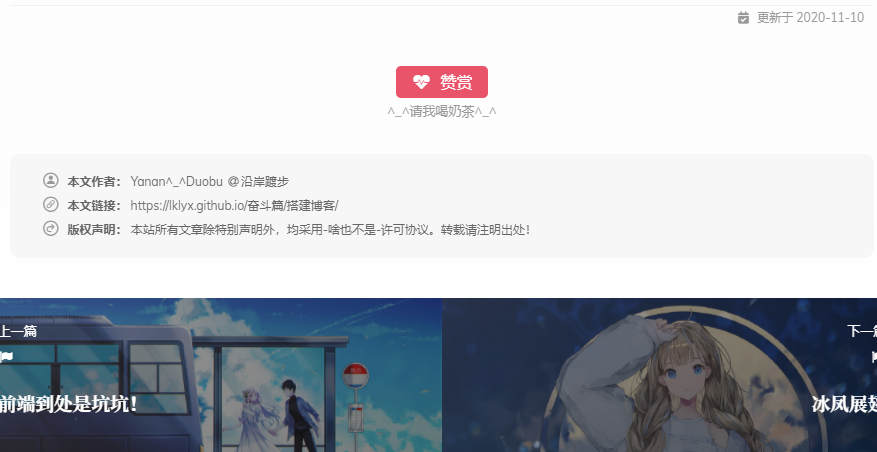 更新于 2020-11-10
赞赏
^_^请我喝奶茶^_^
本文作者： Yanan^_^Duobu @沿岸踱步
本文链接： https://lklyx.github.io/奋斗篇/搭建博客/
版权声明： 本站所有文章除特别声明外，均采用-啥也不是-许可协议。转载请注明出处！
上一篇
下一篇
前端到处是坑坑！
冰凤展翅